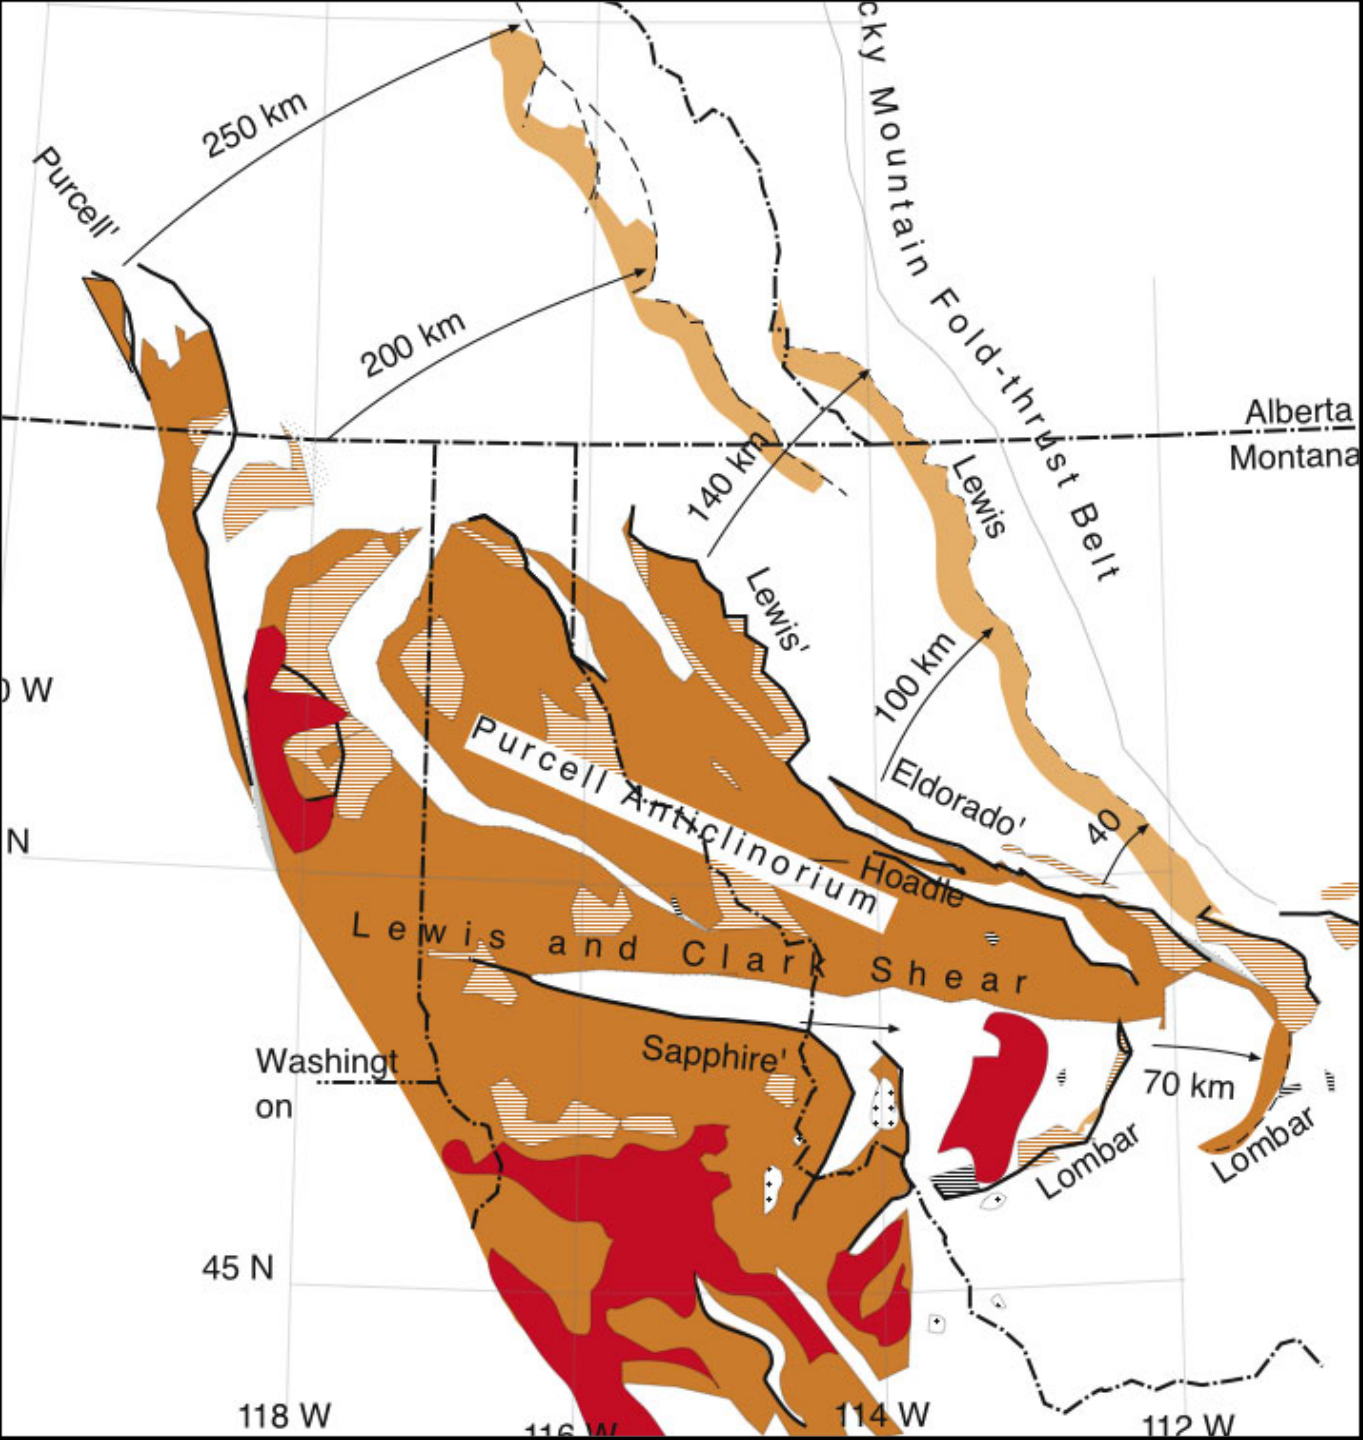 cky Mountain Fold-thrust Belt
250 km
Purcell'
200 km
Alberta
Montana
140 km
Lewis
Lewis'
W
100 km
Purcell Anticlinorium
Eldorado'
40
N
Hoadle
Lewis and Clark Shear
Sapphire'
Washingt
on
70 km
Lombar
Lombar
45 N
118 W
116 W
114 W
112 W